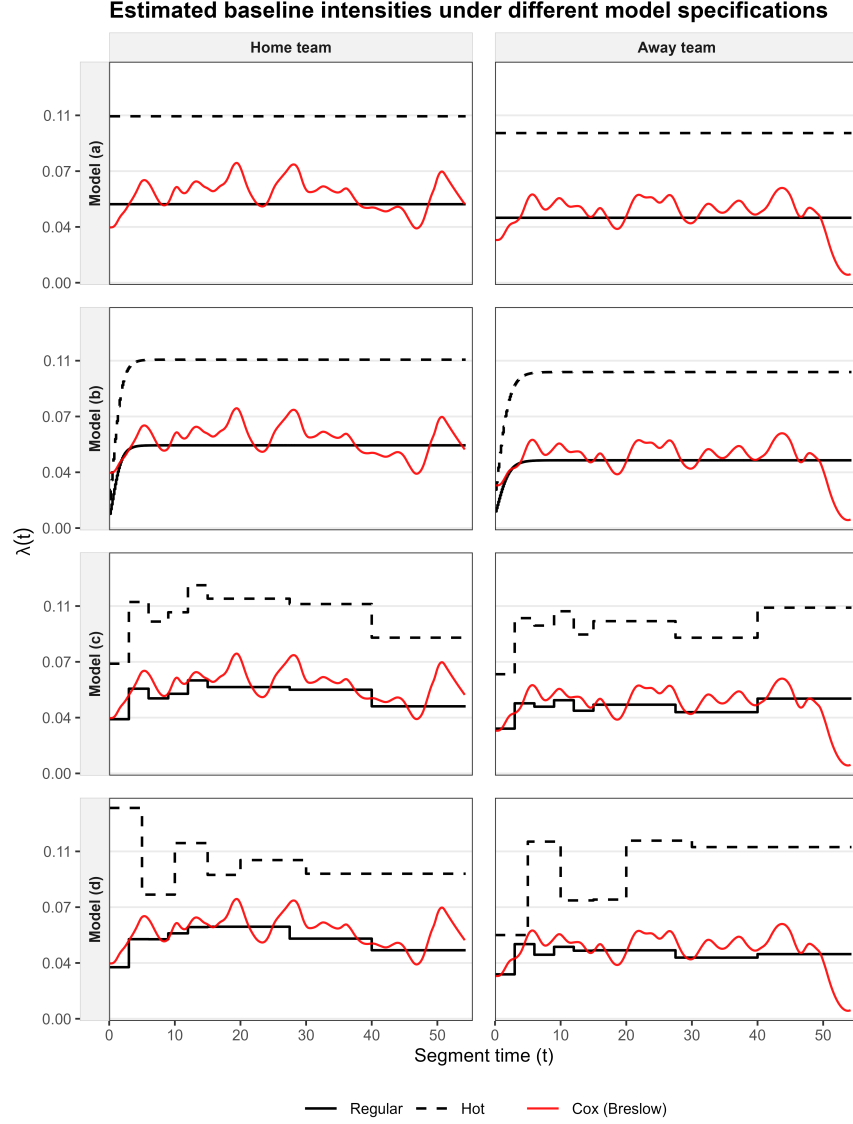 Estimated baseline intensities under different model specifications
Home team
Away team
Model (a)
0.11
0.07
0.04
0.00
Model (b)
0.11
0.07
0.04
0.00
λ(t)
Model (c)
0.11
0.07
0.04
0.00
Model (d)
0.11
0.07
0.04
0.00
0 10 20 30 40 50
0 10 20 30 40 50
Segment time (t)
Regular Hot Cox (Breslow)